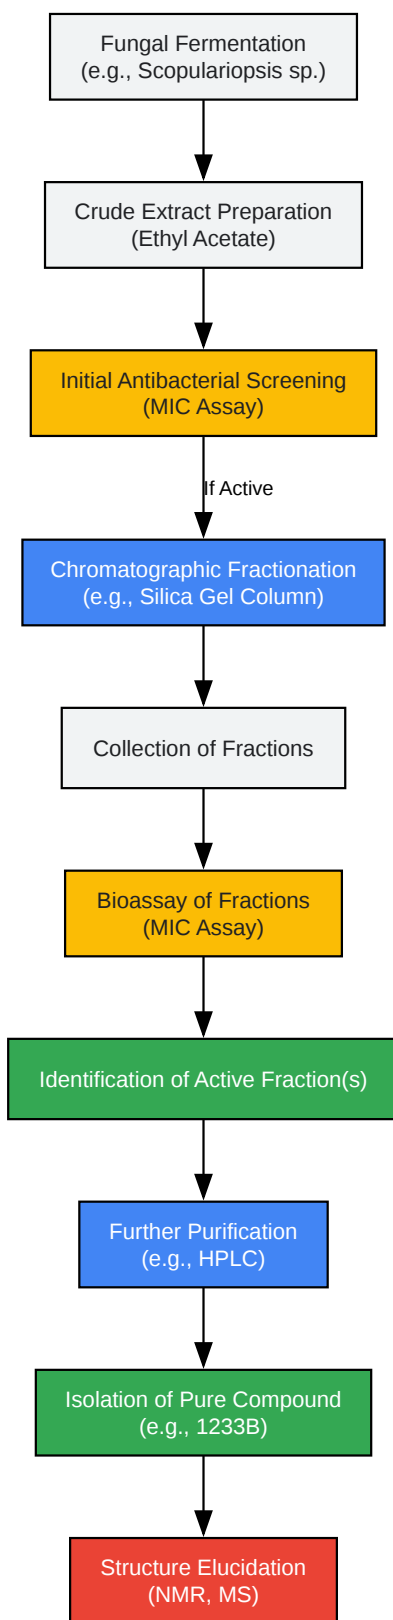 Fungal Fermentation
(e.g., Scopulariopsis sp.)
Crude Extract Preparation
(Ethyl Acetate)
Initial Antibacterial Screening
(MIC Assay)
If Active
Chromatographic Fractionation
(e.g., Silica Gel Column)
Collection of Fractions
Bioassay of Fractions
(MIC Assay)
Identification of Active Fraction(s)
Further Purification
(e.g., HPLC)
Isolation of Pure Compound
(e.g., 1233B)
Structure Elucidation
(NMR, MS)